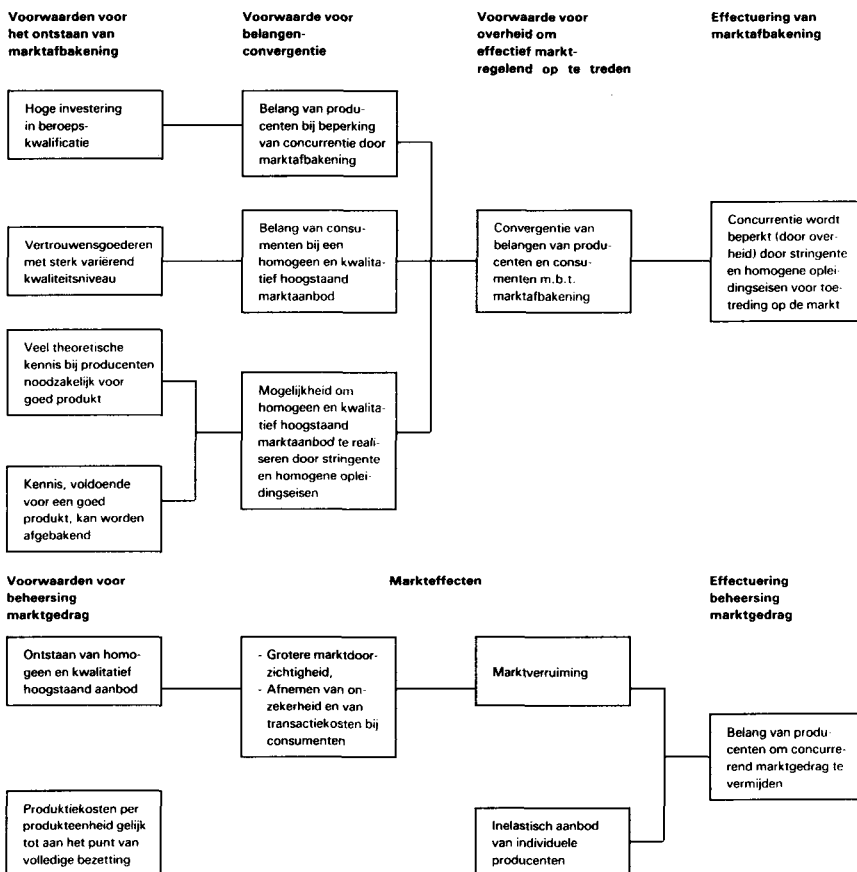 Voorwaarden voor
het ontstaan van
marktafbakening
Voorwaarde voor
belangen-
convergentie
Voorwaarde voor
overheid om
effectief markt-
regelend op te treden
Effectuering van
marktafbakening
Hoge investering
in beroeps-
kwalificatie
Belang van produ-
centen bij beperking
van concurrentie door
marktafbakening
Vertrouwensgoederen
met sterk variërend
kwaliteitsniveau
Belang van consu-
menten bij een
homogeen en kwalita-
tief hoogstaand
marktaanbod
Convergentie van
belangen van produ-
centen en consu-
menten m.b.t.
marktafbakening
Concurrentie wordt
beperkt (door over-
heid) door stringente
en homogene oplei-
dingseisen voor toe-
treding op de markt
Veel theoretische
kennis bij producenten
noodzakelijk voor
goed produkt
Mogelijkheid om
homogeen en kwalita-
tief hoogstaand
marktaanbod te reali-
seren door stringente
en homogene oplei-
dingseisen
Kennis, voldoende
voor een goed
produkt, kan worden
afgebakend
Voorwaarden voor
beheersing
marktgedrag
Markteffecten
Effectuering
beheersing
marktgedrag
Ontstaan van homo-
geen en kwalitatief
hoogstaand aanbod
- Grotere marktdoor-
zichtigheid,
- Afnemen van on-
zekerheid en van
transactiekosten bij
consumenten
Marktverruiming
Belang van produ-
centen om concurre-
rend marktgedrag te
vermijden
Produktiekosten per
produkteenheid gelijk
tot aan het punt van
volledige bezetting
Inelastisch aanbod
van individuele
producenten